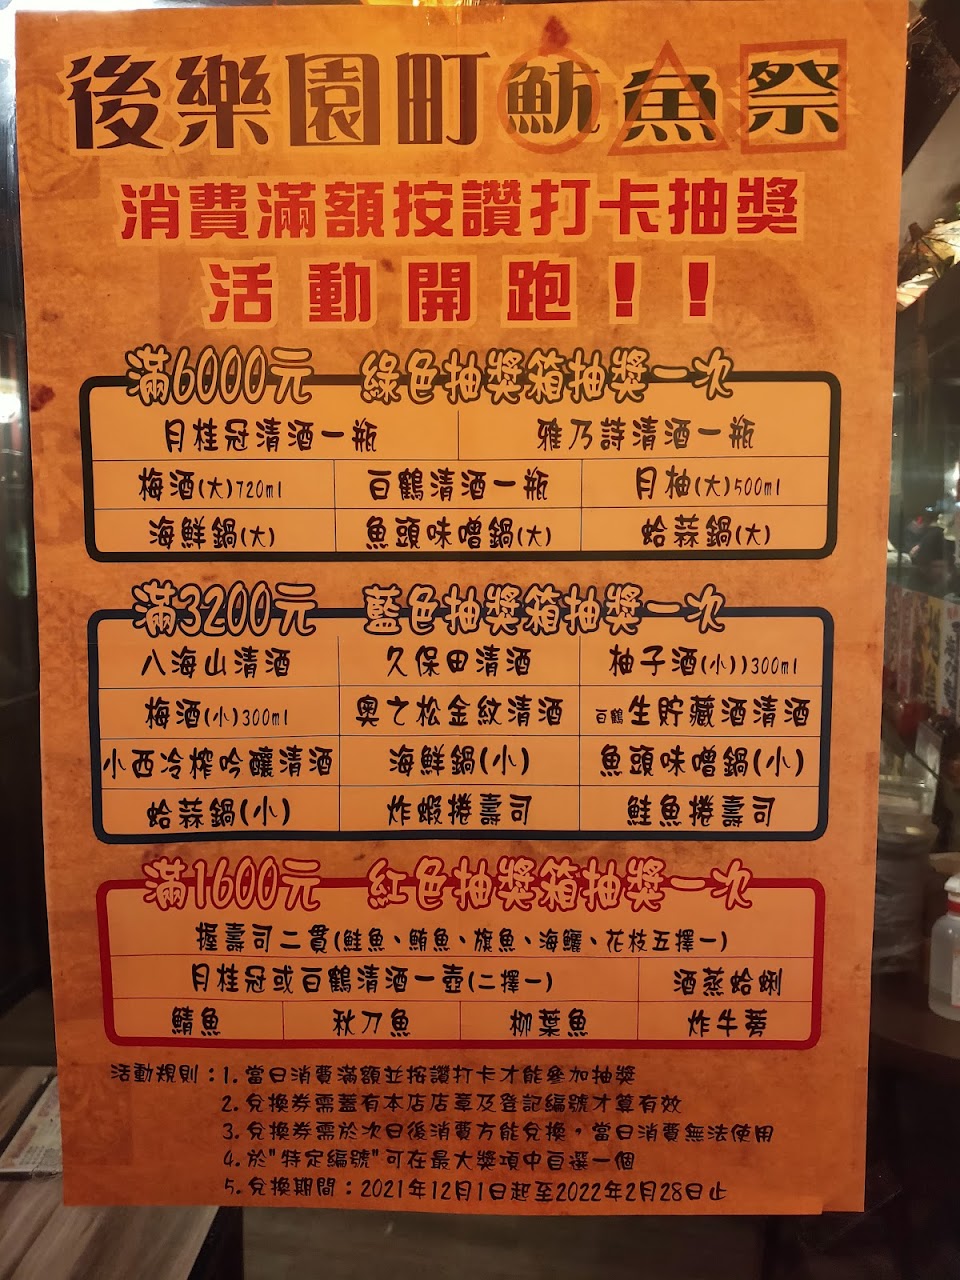 後樂園町魷魚祭
消費滿額按讚打卡抽獎
活動開跑!!
滿6000元 綠色抽獎箱抽獎一次
月桂冠清酒一瓶 雅乃詩清酒一瓶
梅酒(大)720ml 白鶴清酒一瓶 月柚(大)500ml
海鮮鍋(大) 魚頭味噌鍋(大) 蛤蒜鍋(大)
滿3200元 藍色抽獎箱抽獎一次
八海山清酒 久保田清酒 柚子酒(小))300ml
梅酒(小)300ml 奧之松金紋清酒 白鶴生貯藏酒清酒
小西冷榨吟釀清酒 海鮮鍋(小) 魚頭味噌鍋(小)
蛤蒜鍋(小) 炸蝦捲壽司 鮭魚捲壽司
滿1600元 紅色抽獎箱抽獎一次
握壽司二貫(鮭魚、鮪魚、旗魚、海鱺、花枝五擇一)
月桂冠或白鶴清酒一壺(二擇一) 酒蒸蛤蜊
鯖魚 秋刀魚 柳葉魚 炸牛蒡
活動規則:1.當日消費滿額並按讚打卡才能參加抽獎
2.兌換券需蓋有本店店章及登記編號才算有效
3.兌換券需於次日後消費方能兌換,當日消費無法使用
4.於"特定編號"可在最大獎項中自選一個
5.兌換期間:2021年12月1日起至2022年2月28日止